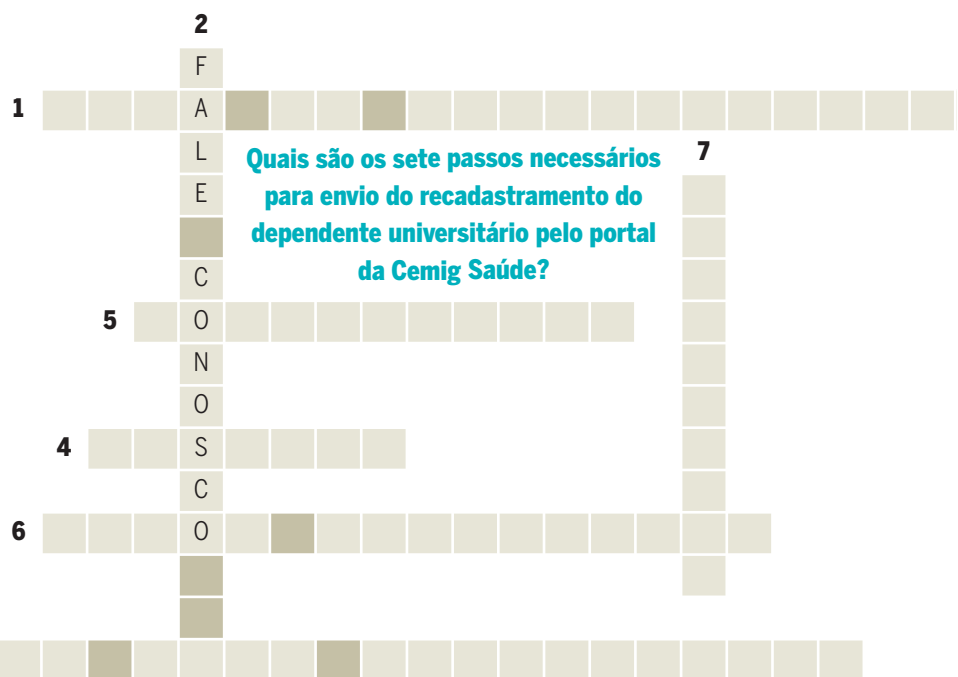 2
F
1
A
L
Quais são os sete passos necessários
7
E
para envio do recadastramento do
dependente universitário pelo portal
C
da Cemig Saúde?
5
O
N
O
4
S
C
6
O